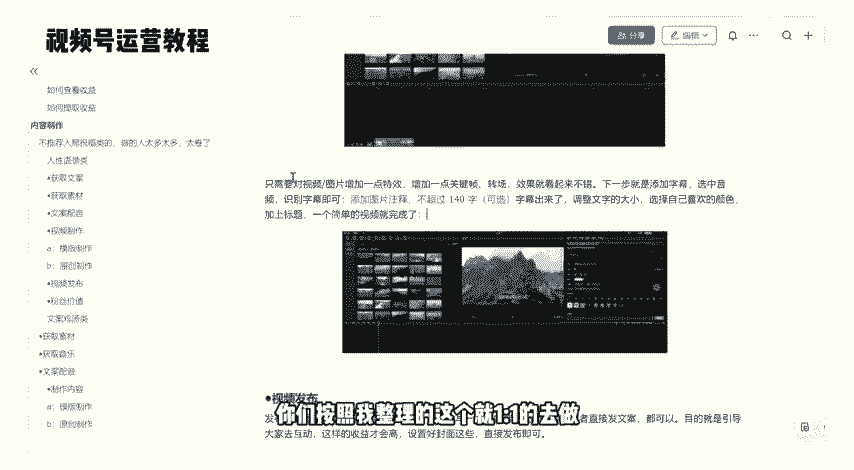 视频号运营教程
分享
编辑
如何查看收益
如何提取收益
内容制作
不推荐入局祝福类的，做的人太多太多，太卷了
人性语录类
•获取文案
•获取素材
•文案配音
•视频制作
a：模版制作
b：原创制作
•视频发布
•粉丝价值
文案鸡汤类
•获取素材
•获取音乐
•文案配音
•制作内容
a：模版制作
b：原创制作
只需要对视频/图片增加一点特效，增加一点关键帧，转场，效果就看起来不错。下一步就是添加字幕，选中音
频，识别字幕即可：添加图片注释，不超过 140 字（可选）字幕出来了，调整文字的大小，选择自己喜欢的颜色，
加上标题，一个简单的视频就完成了：
•视频发布
你们按照我整理的这个就1:1的去做
者直接发文案，都可以。目的就是引导
大家去互动，这样的收益才会高，设置好封面这些，直接发布即可。